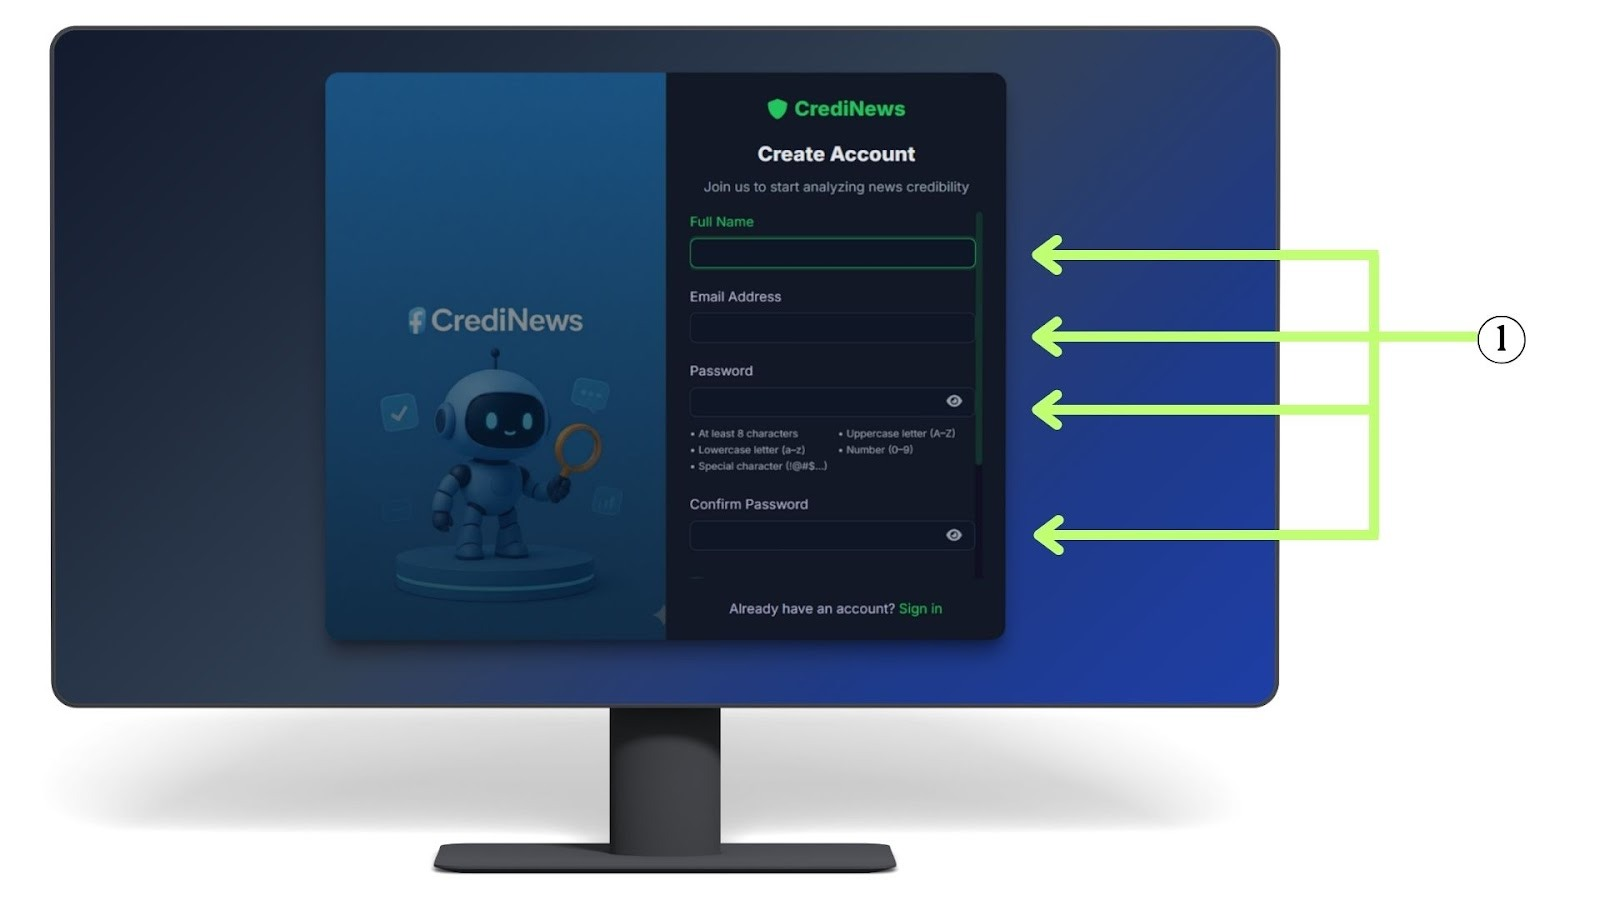 CrediNews
CrediNews
Create Account
Join us to start analyzing news credibility
Full Name
Email Address
Password
• At least 8 characters
• Uppercase letter (A–Z)
• Lowercase letter (a–z)
• Number (0–9)
• Special character (!@#$...)
Confirm Password
Already have an account? Sign in
1